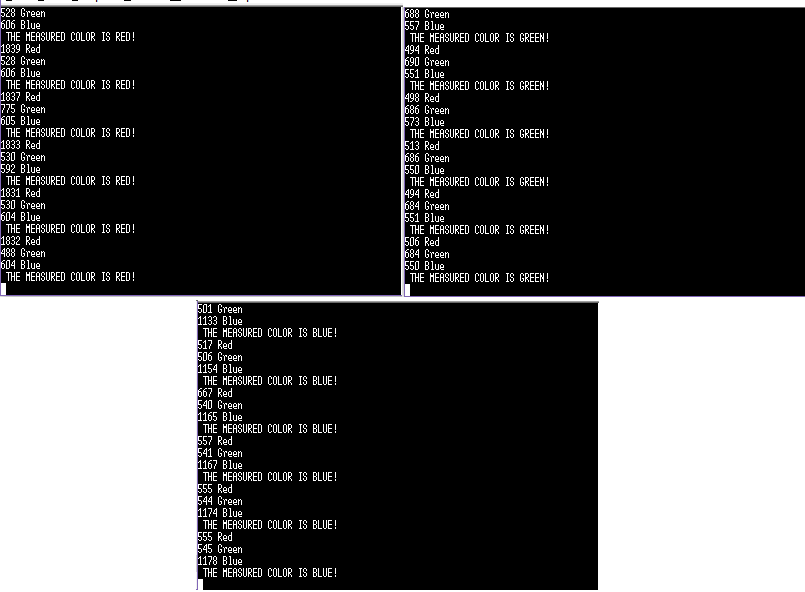 528 Green
606 Blue
THE MEASURED COLOR IS RED!
1839 Red
528 Green
606 Blue
THE MEASURED COLOR IS RED!
1837 Red
775 Green
605 Blue
THE MEASURED COLOR IS RED!
1833 Red
530 Green
592 Blue
THE MEASURED COLOR IS RED!
1831 Red
530 Green
604 Blue
THE MEASURED COLOR IS RED!
1832 Red
488 Green
604 Blue
THE MEASURED COLOR IS RED!
688 Green
557 Blue
THE MEASURED COLOR IS GREEN!
494 Red
690 Green
551 Blue
THE MEASURED COLOR IS GREEN!
498 Red
686 Green
573 Blue
THE MEASURED COLOR IS GREEN!
513 Red
686 Green
550 Blue
THE MEASURED COLOR IS GREEN!
494 Red
684 Green
551 Blue
THE MEASURED COLOR IS GREEN!
506 Red
684 Green
550 Blue
THE MEASURED COLOR IS GREEN!
501 Green
1133 Blue
THE MEASURED COLOR IS BLUE!
517 Red
506 Green
1154 Blue
THE MEASURED COLOR IS BLUE!
667 Red
540 Green
1165 Blue
THE MEASURED COLOR IS BLUE!
557 Red
541 Green
1167 Blue
THE MEASURED COLOR IS BLUE!
555 Red
544 Green
1174 Blue
THE MEASURED COLOR IS BLUE!
555 Red
545 Green
1178 Blue
THE MEASURED COLOR IS BLUE!